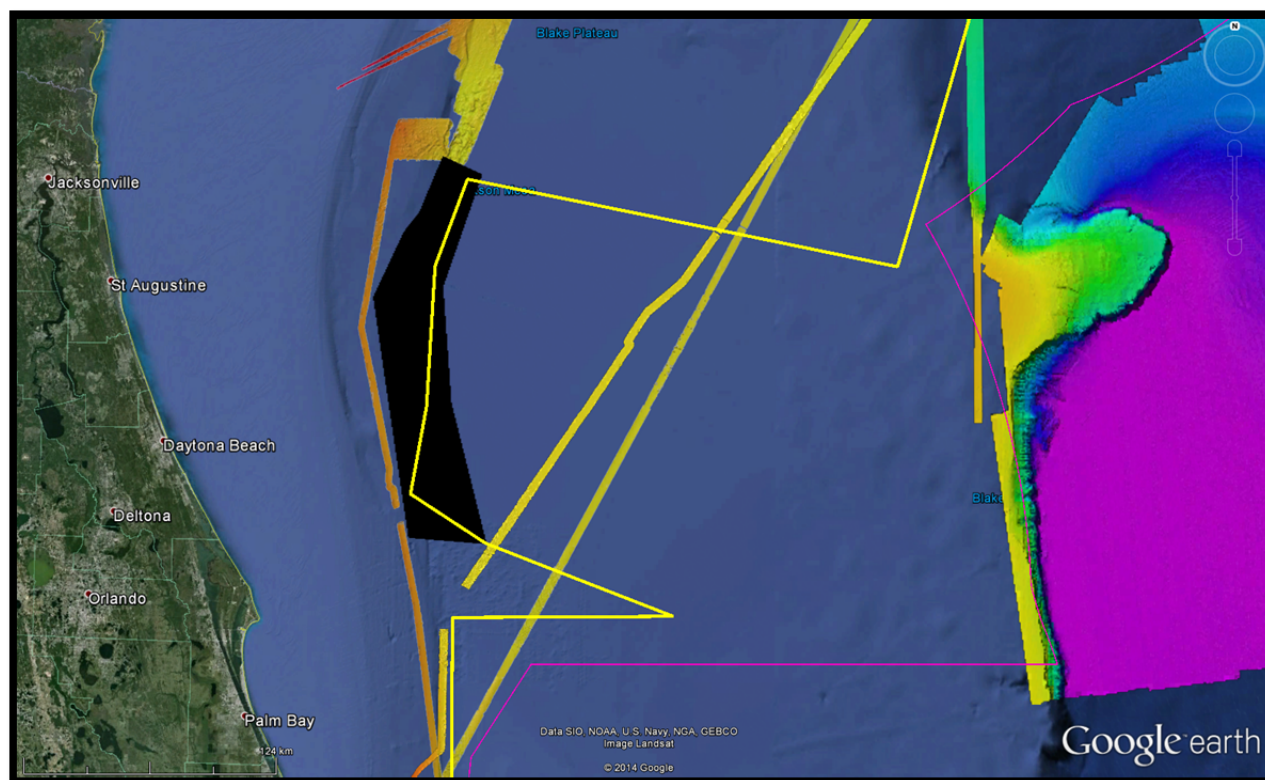 Blake Plateau
N
Jacksonville
St Augustine
Daytona Beach
Deltona
Blake
Orlando
Palm Bay
124 km
Data SIO, NOAA, U.S. Navy, NGA, GEBCO
Image Landsat
© 2014 Google
Google earth